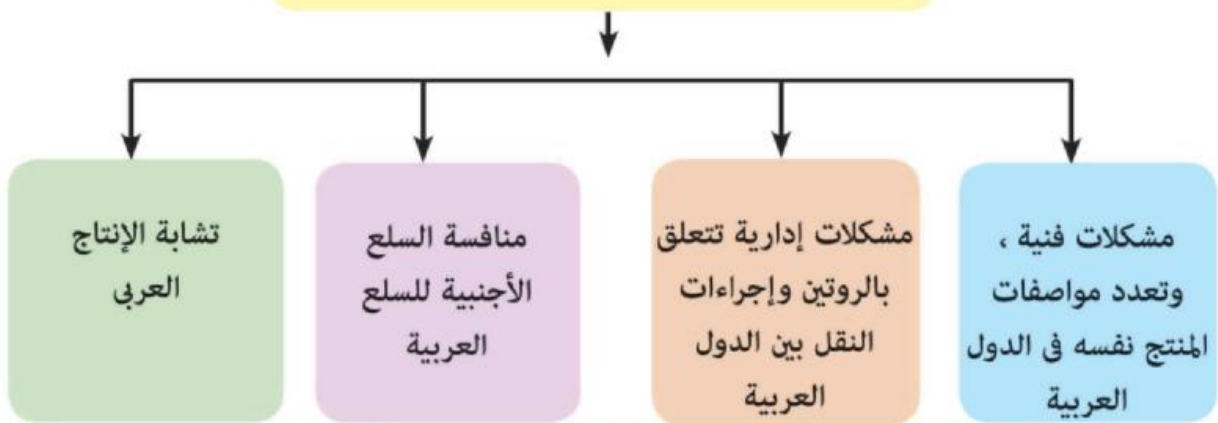 مشكلات فنية ،
وتعدد مواصفات
المنتج نفسه فى الدول
العربية
مشكلات إدارية تتعلق
بالروتين وإجراءات
النقل بين الدول
العربية
منافسة السلع
الأجنبية للسلع
العربية
تشابة الإنتاج
العربى